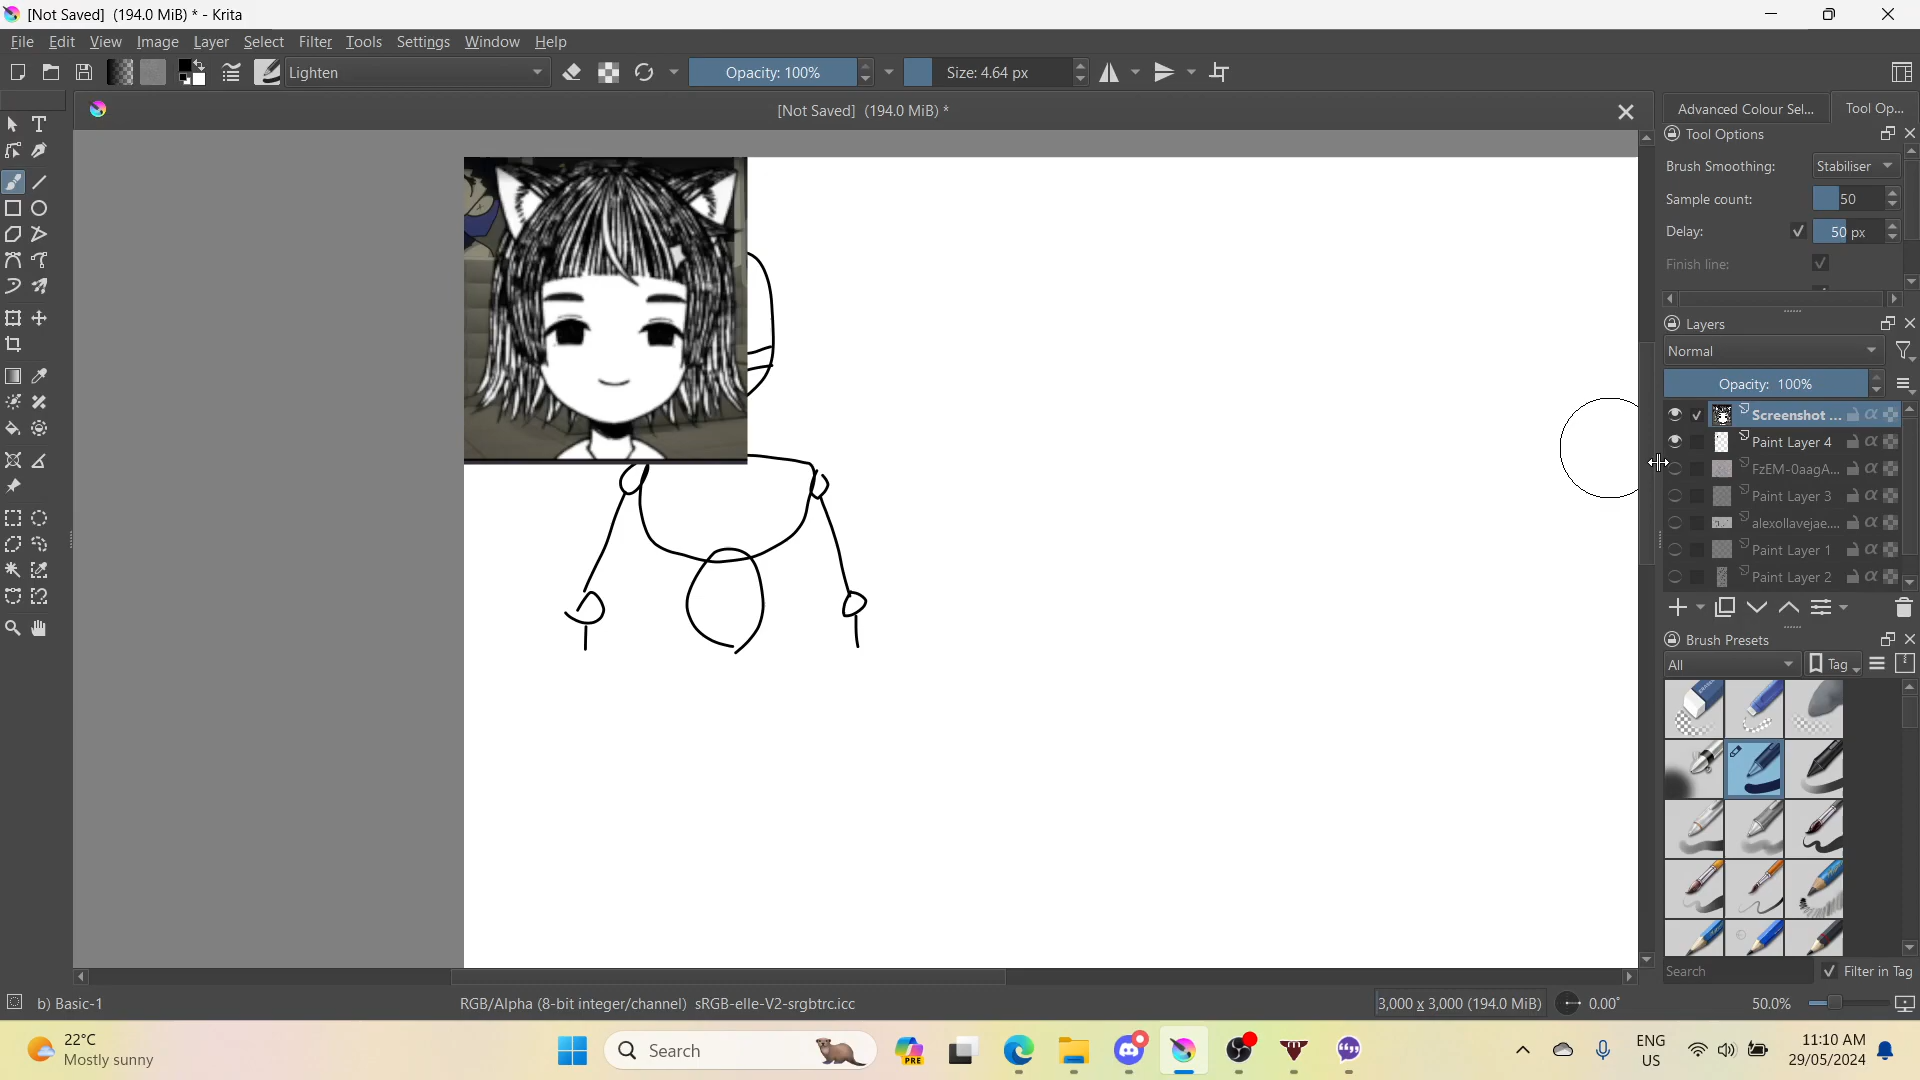 [Not Saved] (194.0 MiB) * - Krita
File Edit View Image Layer Select Filter Tools Settings Window Help
Lighten Opacity: 100% Size: 4.64 px
[Not Saved] (194.0 MiB) *
Advanced Colour Sel... Tool Op...
Tool Options
Brush Smoothing: Stabiliser
Sample count: 50
Delay: 50 px
Finish line:
Layers
Normal
Opacity: 100%
Screenshot ...
Paint Layer 4
FzEM-0aagA...
Paint Layer 3
alexollavejae....
Paint Layer 1
Paint Layer 2
Brush Presets
All Tag
Search Filter in Tag
b) Basic-1 RGB/Alpha (8-bit integer/channel) sRGB-elle-V2-srgbtrc.icc 3,000 x 3,000 (194.0 MiB) 0.00° 50.0%
22°C
Mostly sunny
Search
PRE
ENG
US
11:10 AM
29/05/2024